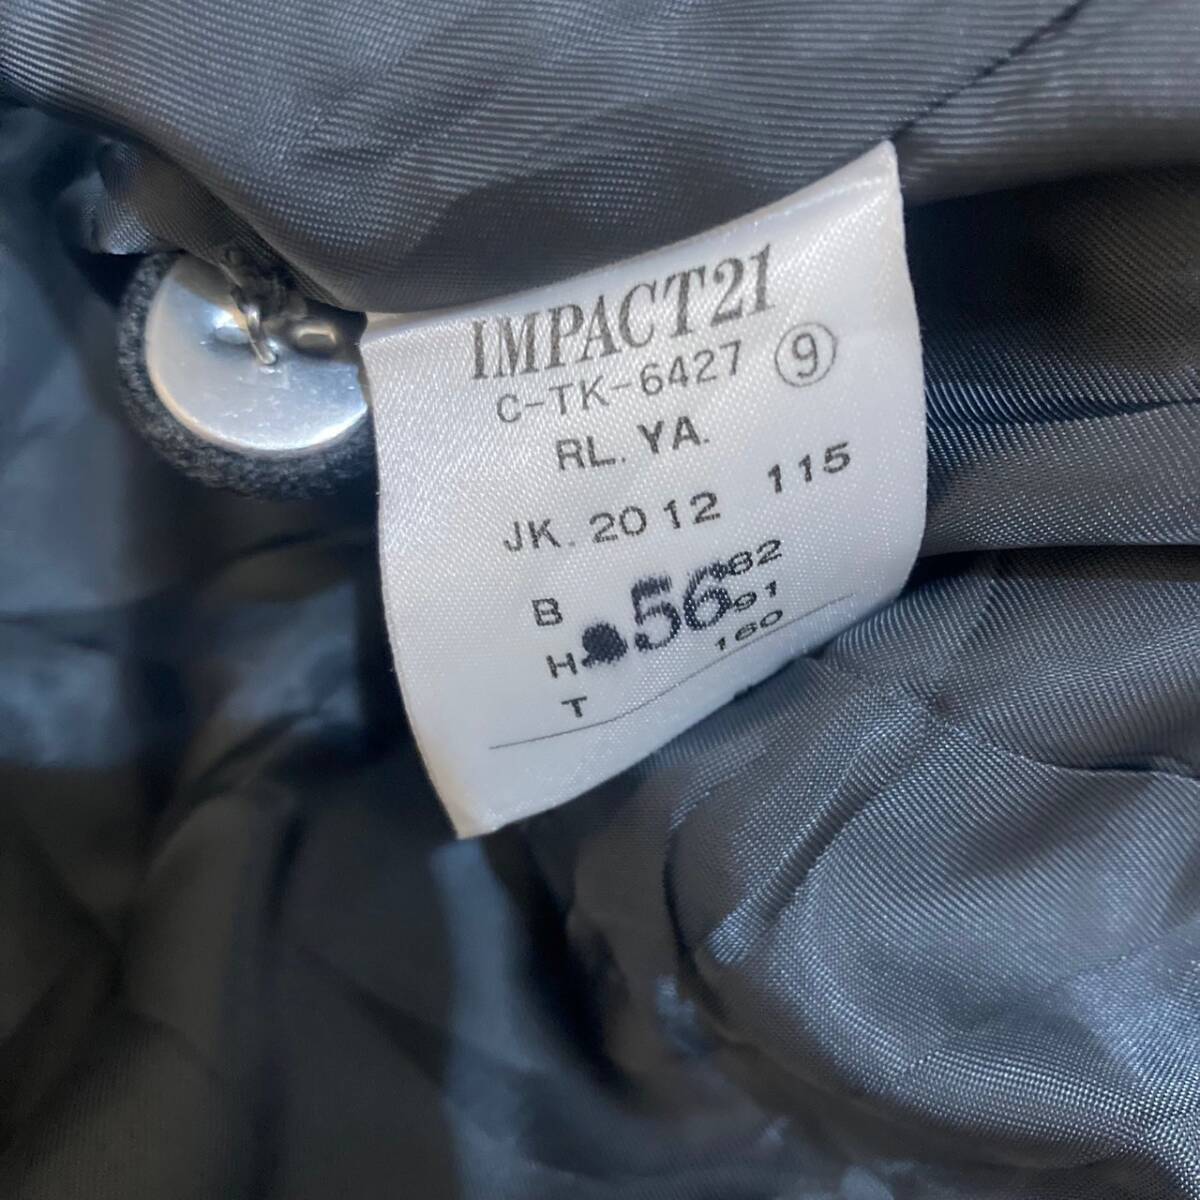 IMPACT21
C-TK-6427 ⑨
RL. YA.
JK. 2012 115
B 82
H 56 91
T 160